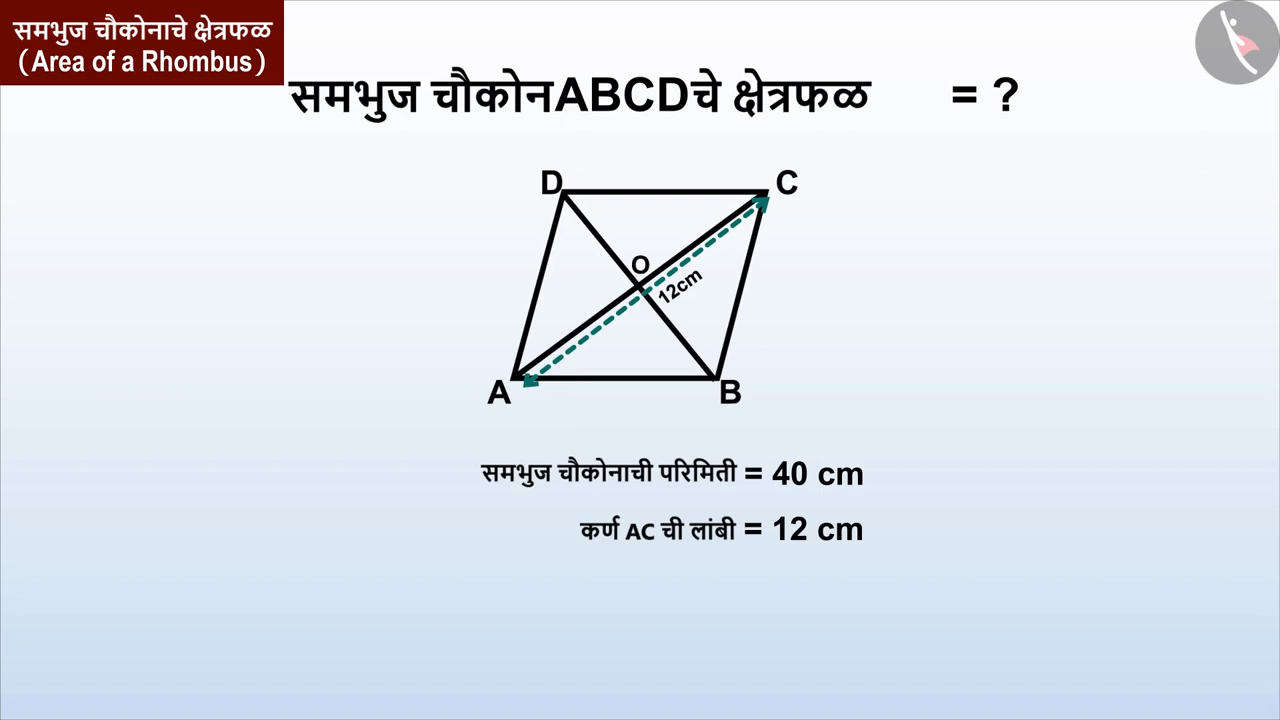 समभुज चौकोनाचे क्षेत्रफळ
(Area of a Rhombus)
समभुज चौकोनABCDचे क्षेत्रफळ = ?
D
C
O
12cm
A
B
समभुज चौकोनाची परिमिती = 40 cm
कर्ण AC ची लांबी = 12 cm